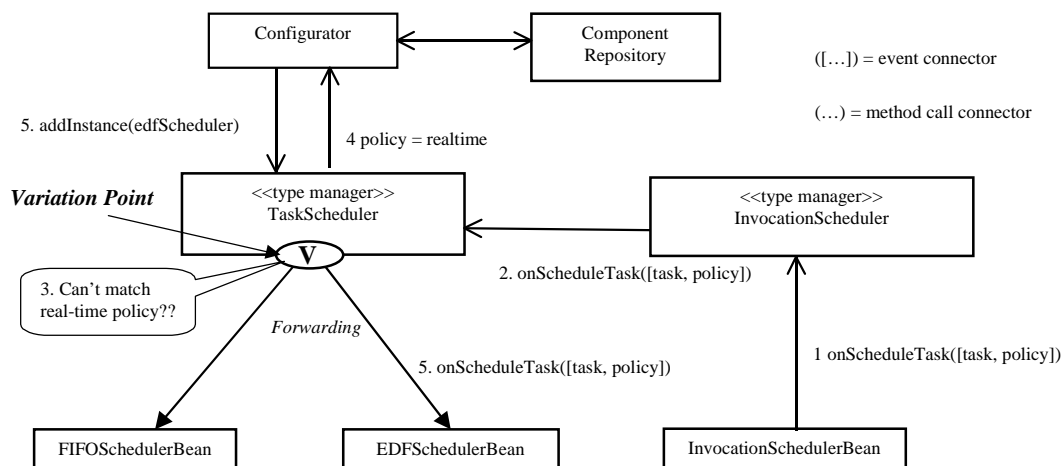 Configurator
Component
Repository
([…]) = event connector
(…) = method call connector
5. addInstance(edfScheduler)
4 policy = realtime
Variation Point
<<type manager>>
TaskScheduler
<<type manager>>
InvocationScheduler
V
2. onScheduleTask([task, policy])
3. Can’t match
real-time policy??
Forwarding
1 onScheduleTask([task, policy])
5. onScheduleTask([task, policy])
FIFOSchedulerBean
EDFSchedulerBean
InvocationSchedulerBean